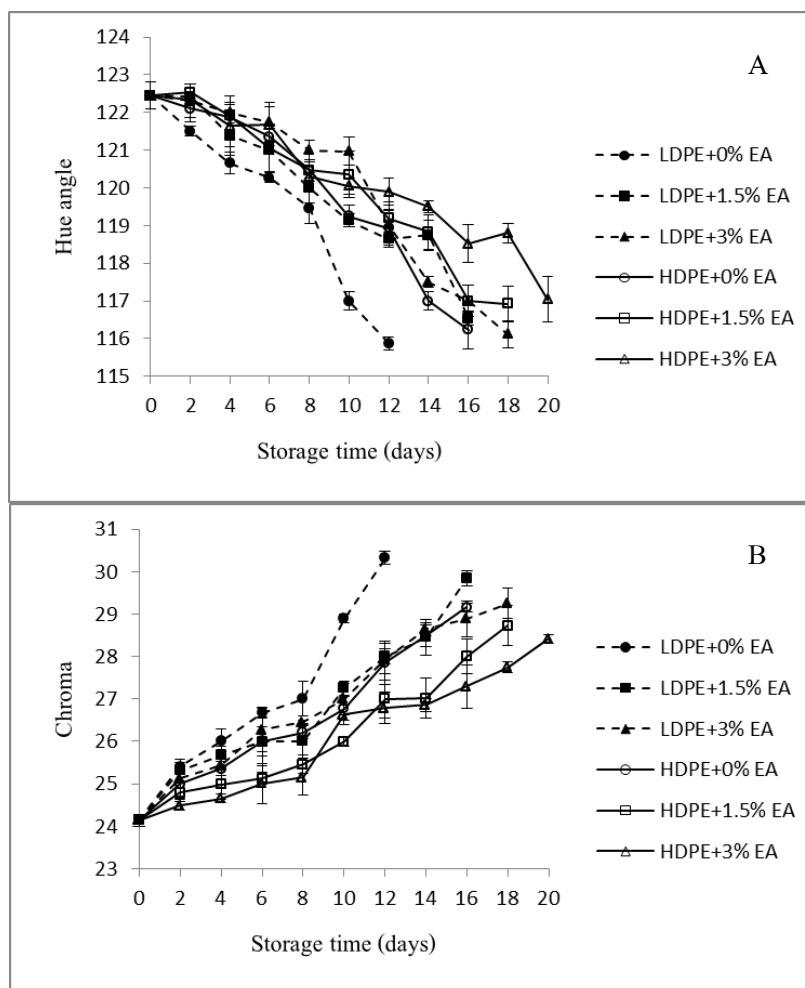 A
124
123
122
121
120
119
118
117
116
115
Hue angle
0 2 4 6 8 10 12 14 16 18 20
Storage time (days)
LDPE+0% EA
LDPE+1.5% EA
LDPE+3% EA
HDPE+0% EA
HDPE+1.5% EA
HDPE+3% EA
B
31
30
29
28
27
26
25
24
23
Chroma
0 2 4 6 8 10 12 14 16 18 20
Storage time (days)
LDPE+0% EA
LDPE+1.5% EA
LDPE+3% EA
HDPE+0% EA
HDPE+1.5% EA
HDPE+3% EA